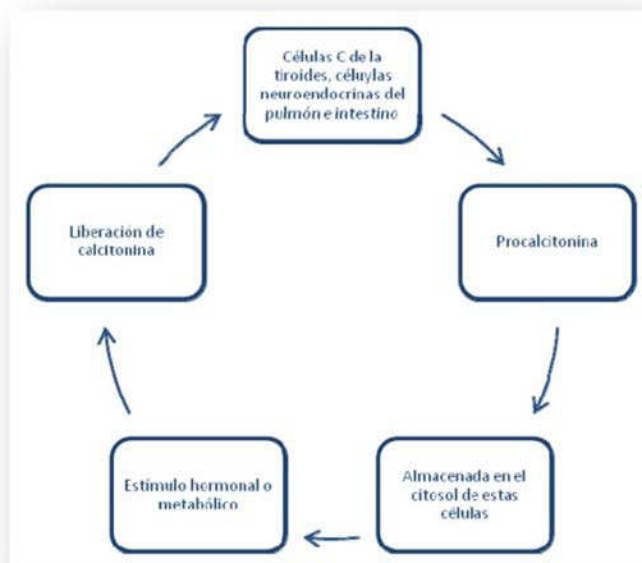 Células C de la
tiroides, céluylas
neuroendocrinas del
pulmón e intestino
Liberación de
calcitonina
Procalcitonina
Estímulo hormonal o
metabólico
Almacenada en el
citosol de estas
células